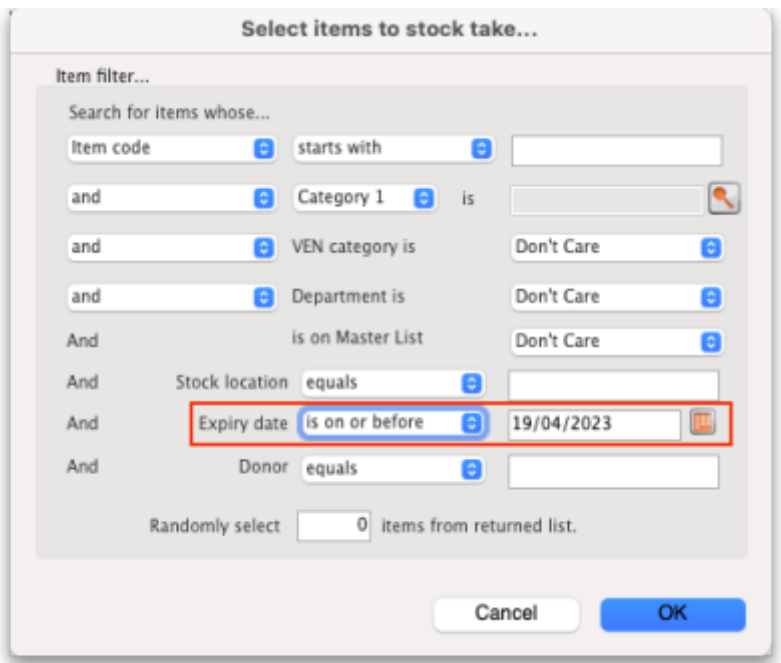 Select items to stock take...
Item filter...
Search for items whose...
Item code starts with
and Category 1 is
and VEN category is Don't Care
and Department is Don't Care
And is on Master List Don't Care
And Stock location equals
And Expiry date is on or before 19/04/2023
And Donor equals
Randomly select 0 items from returned list.
Cancel OK